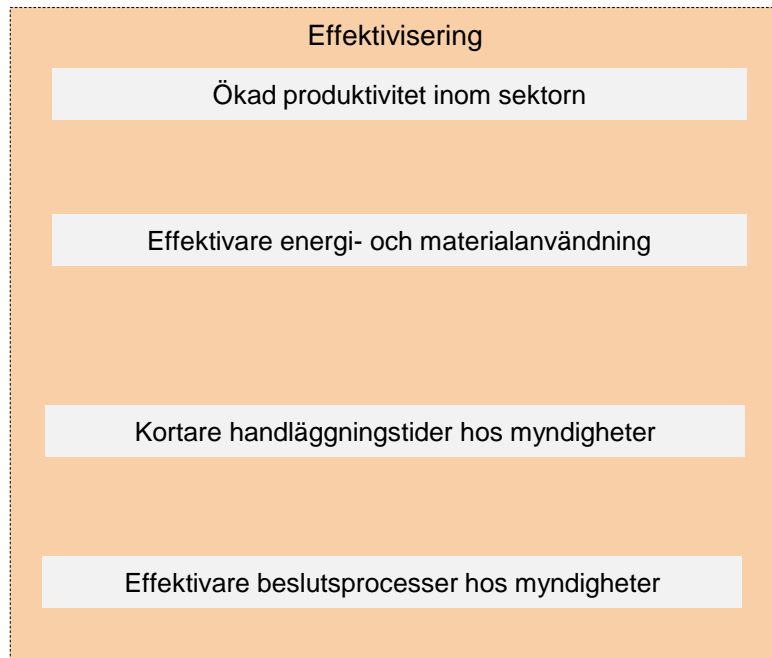 Effektivisering
Ökad produktivitet inom sektorn
Effektivare energi- och materialanvändning
Kortare handläggningstider hos myndigheter
Effektivare beslutsprocesser hos myndigheter